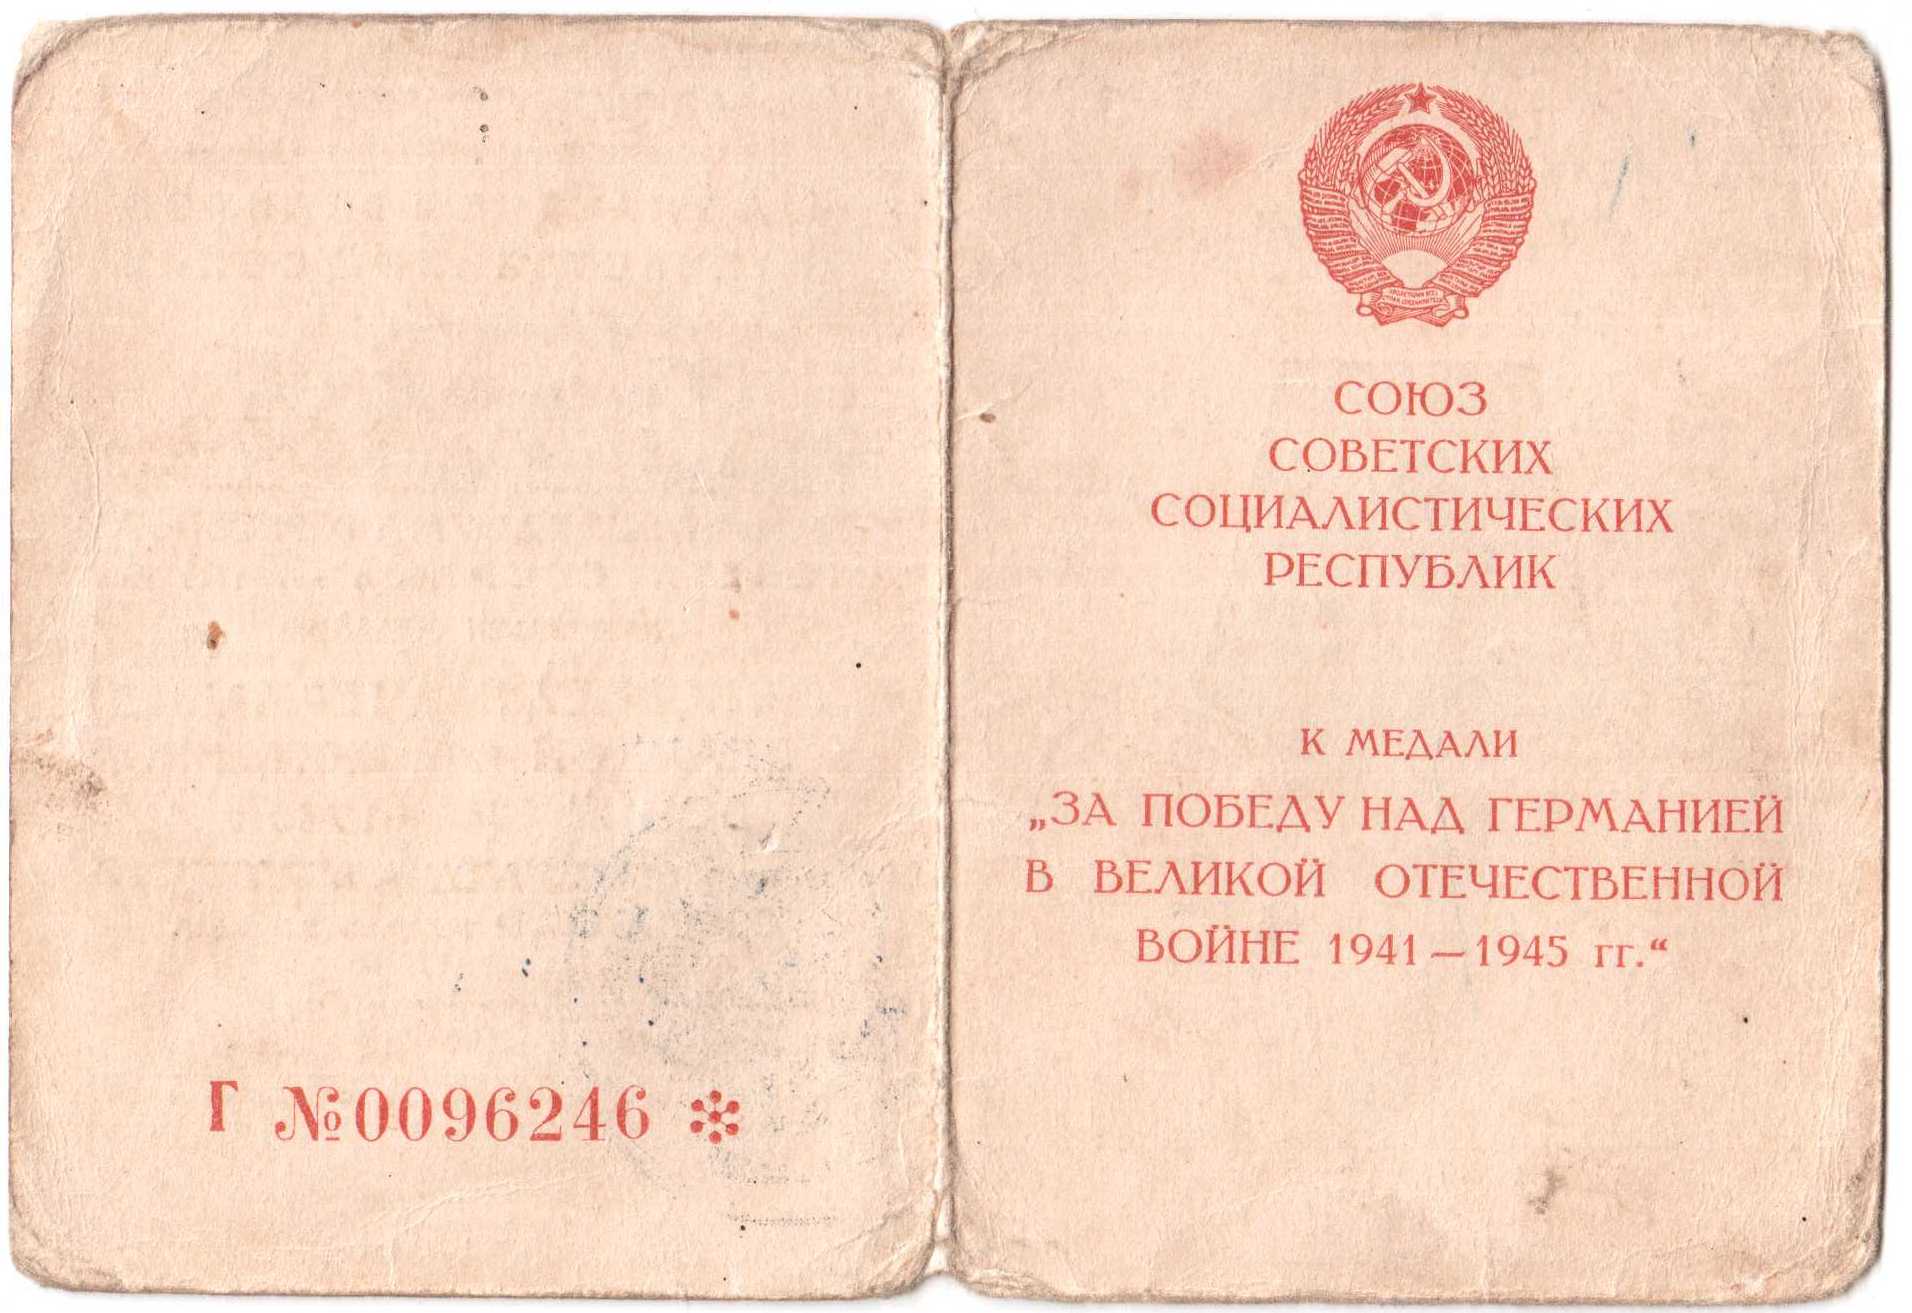 Г №0096246
СОЮЗ
СОВЕТСКИХ
СОЦИАЛИСТИЧЕСКИХ
РЕСПУБЛИК
К МЕДАЛИ
„ЗА ПОБЕДУ НАД ГЕРМАНИЕЙ
В ВЕЛИКОЙ ОТЕЧЕСТВЕННОЙ
ВОЙНЕ 1941—1945 гг.“